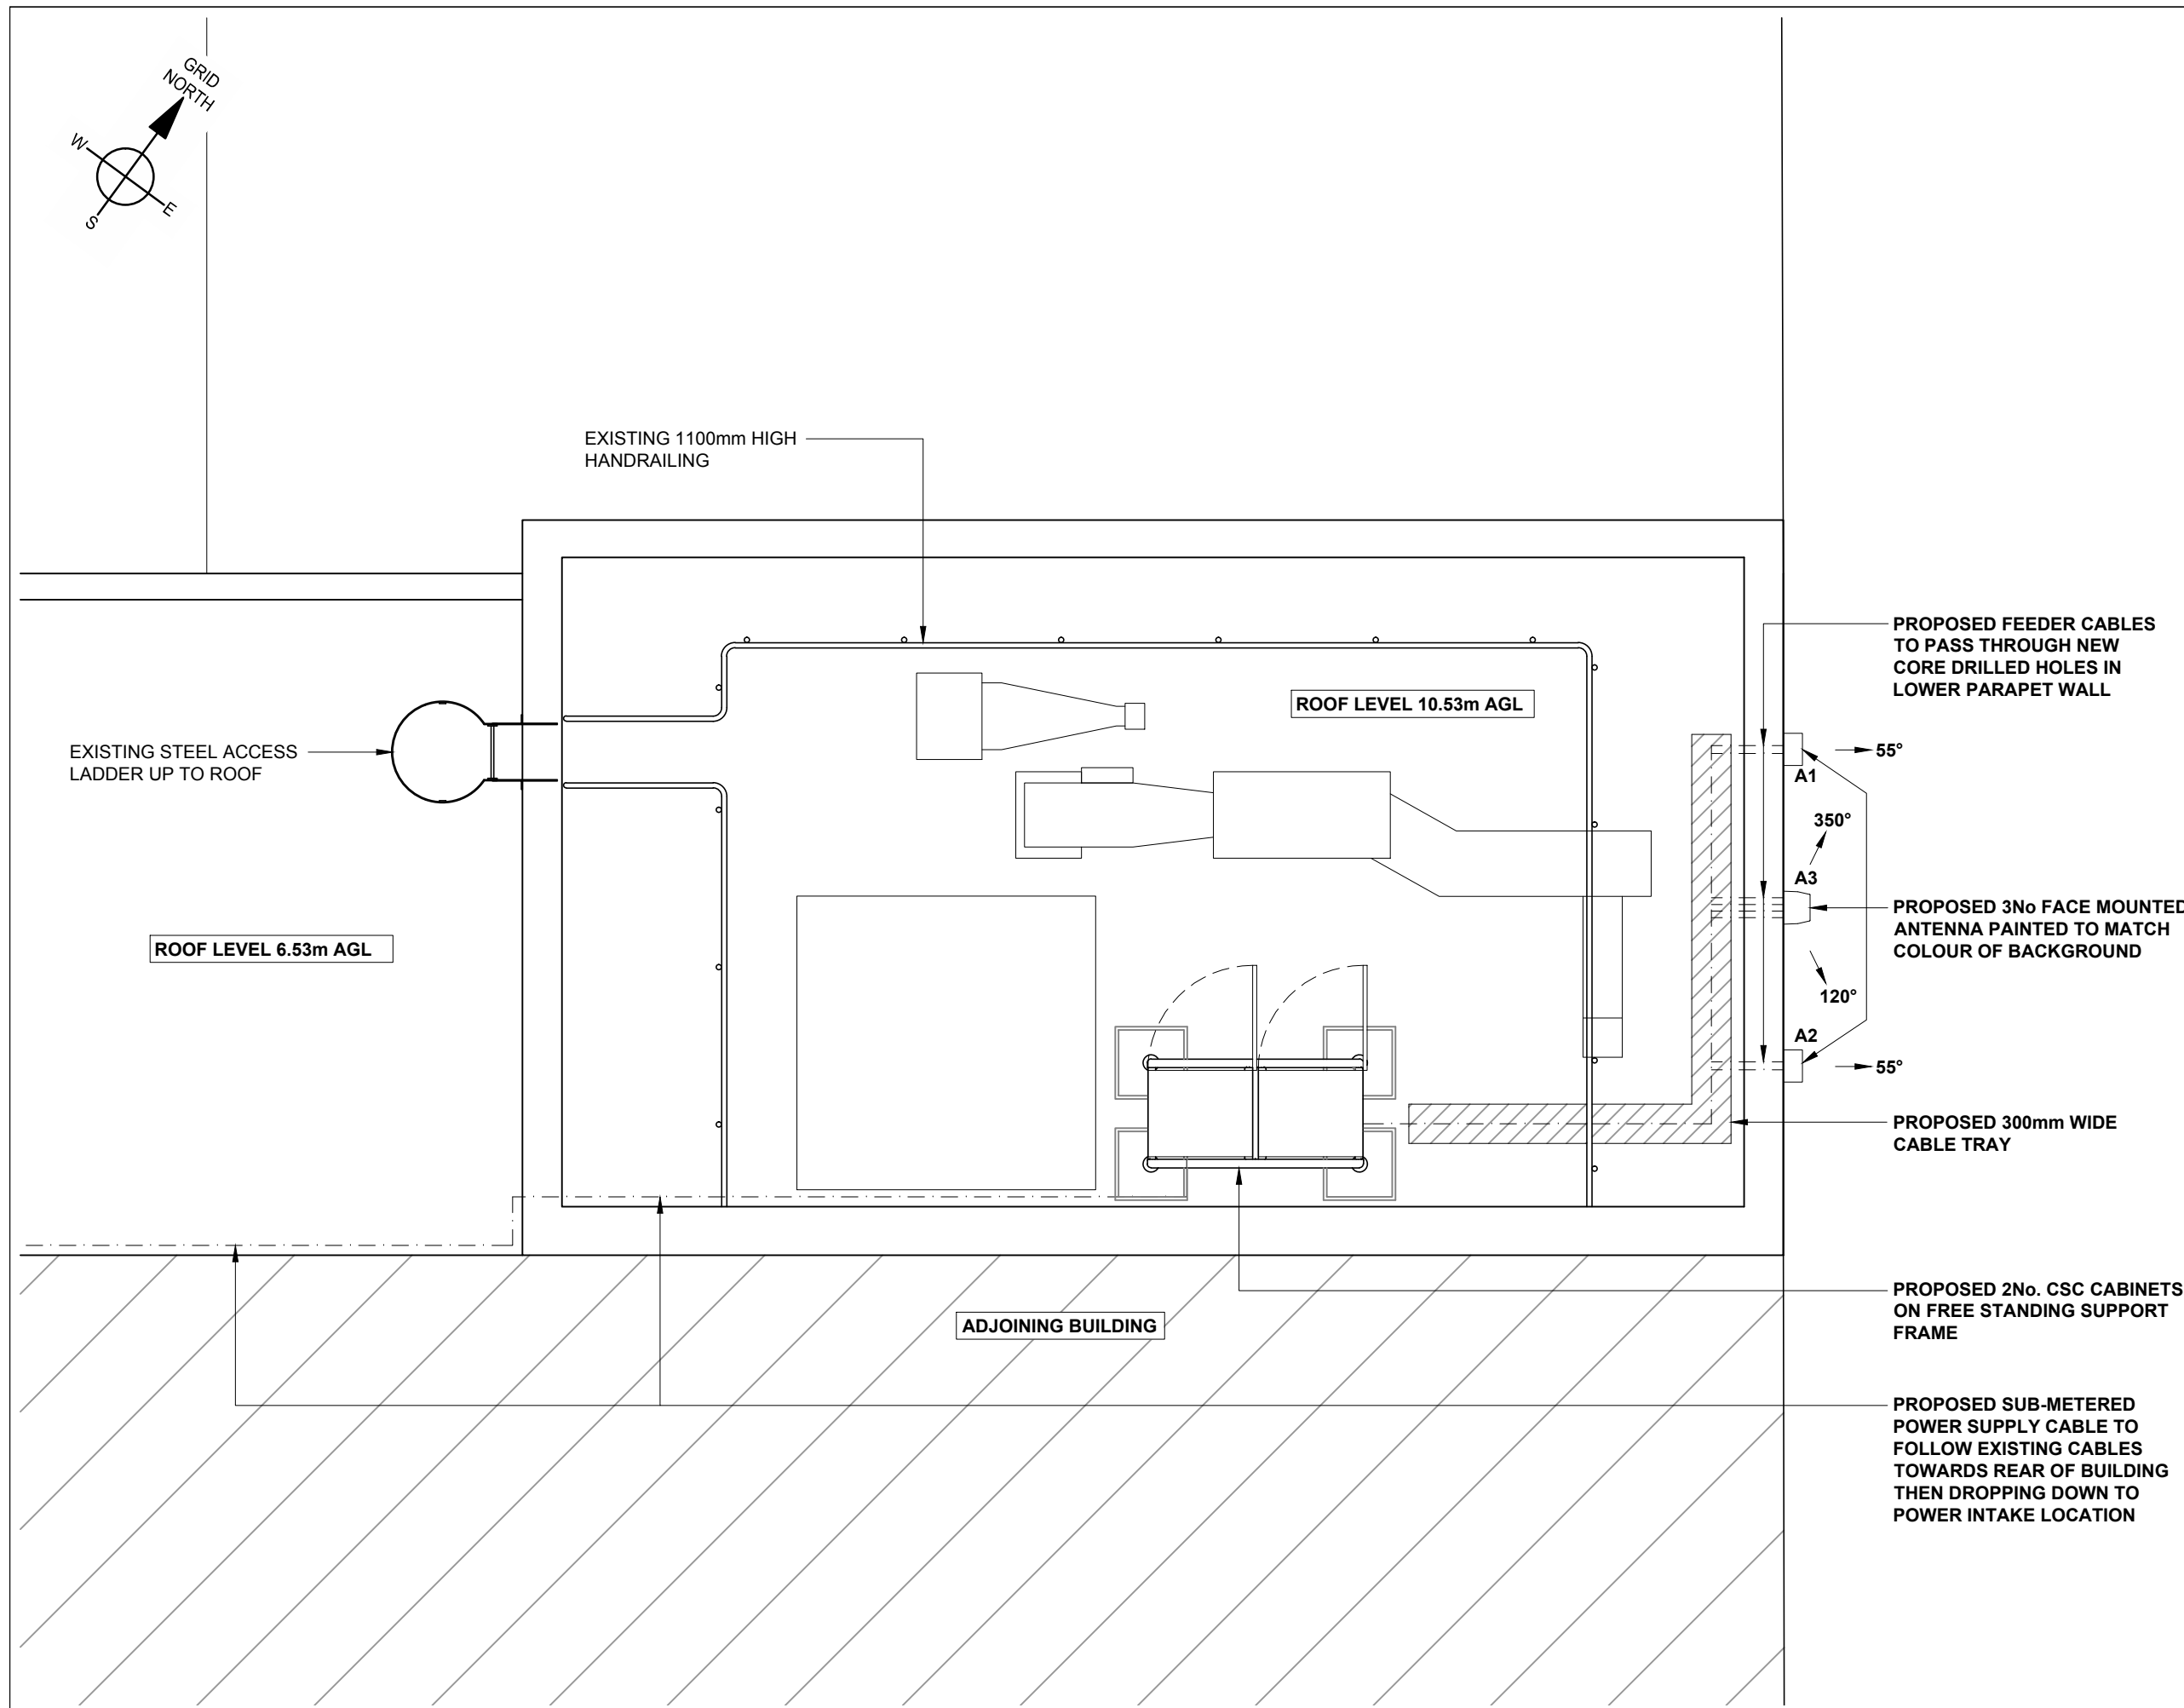 GRID
NORTH
W
E
S
EXISTING 1100mm HIGH
HANDRAILING
PROPOSED FEEDER CABLES
TO PASS THROUGH NEW
CORE DRILLED HOLES IN
LOWER PARAPET WALL
ROOF LEVEL 10.53m AGL
EXISTING STEEL ACCESS
LADDER UP TO ROOF
55°
A1
350°
A3
PROPOSED 3No FACE MOUNTED
ANTENNA PAINTED TO MATCH
COLOUR OF BACKGROUND
ROOF LEVEL 6.53m AGL
120°
A2
55°
PROPOSED 300mm WIDE
CABLE TRAY
PROPOSED 2No. CSC CABINETS
ON FREE STANDING SUPPORT
FRAME
ADJOINING BUILDING
PROPOSED SUB-METERED
POWER SUPPLY CABLE TO
FOLLOW EXISTING CABLES
TOWARDS REAR OF BUILDING
THEN DROPPING DOWN TO
POWER INTAKE LOCATION